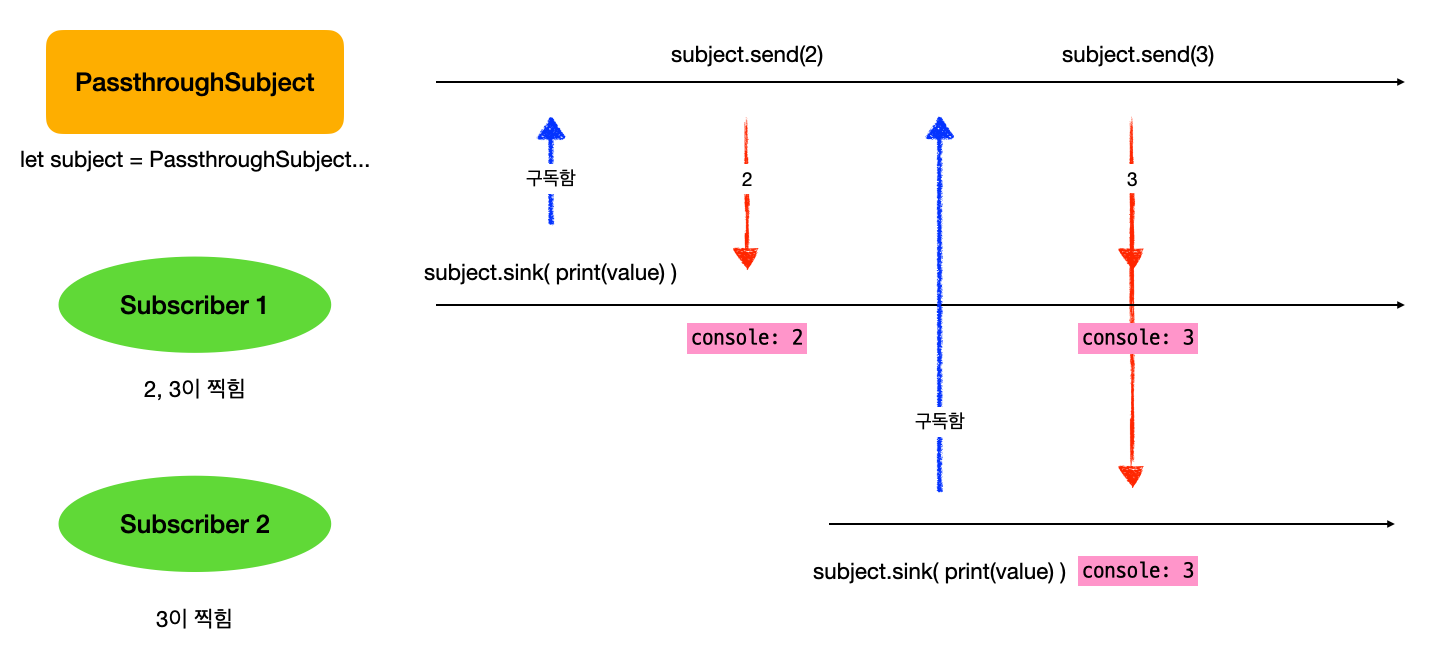 PassthroughSubject
let subject = PassthroughSubject...
subject.send(2)
subject.send(3)
구독함
2
3
subject.sink( print(value) )
Subscriber 1
console: 2
console: 3
2, 3이 찍힘
구독함
Subscriber 2
subject.sink( print(value) )
console: 3
3이 찍힘